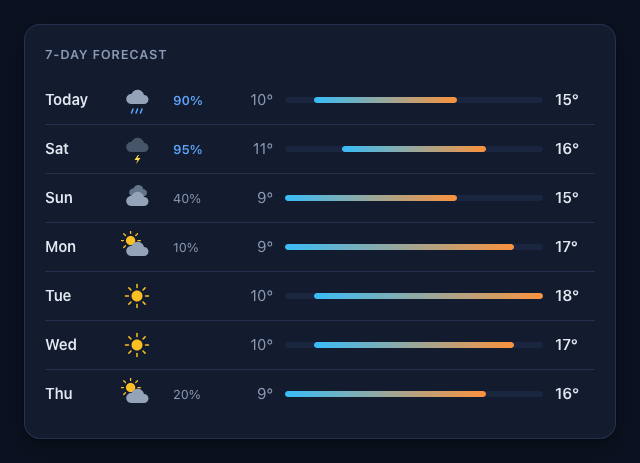 7-DAY FORECAST
Today 90% 10° 15°
Sat 95% 11° 16°
Sun 40% 9° 15°
Mon 10% 9° 17°
Tue 10° 18°
Wed 10° 17°
Thu 20% 9° 16°